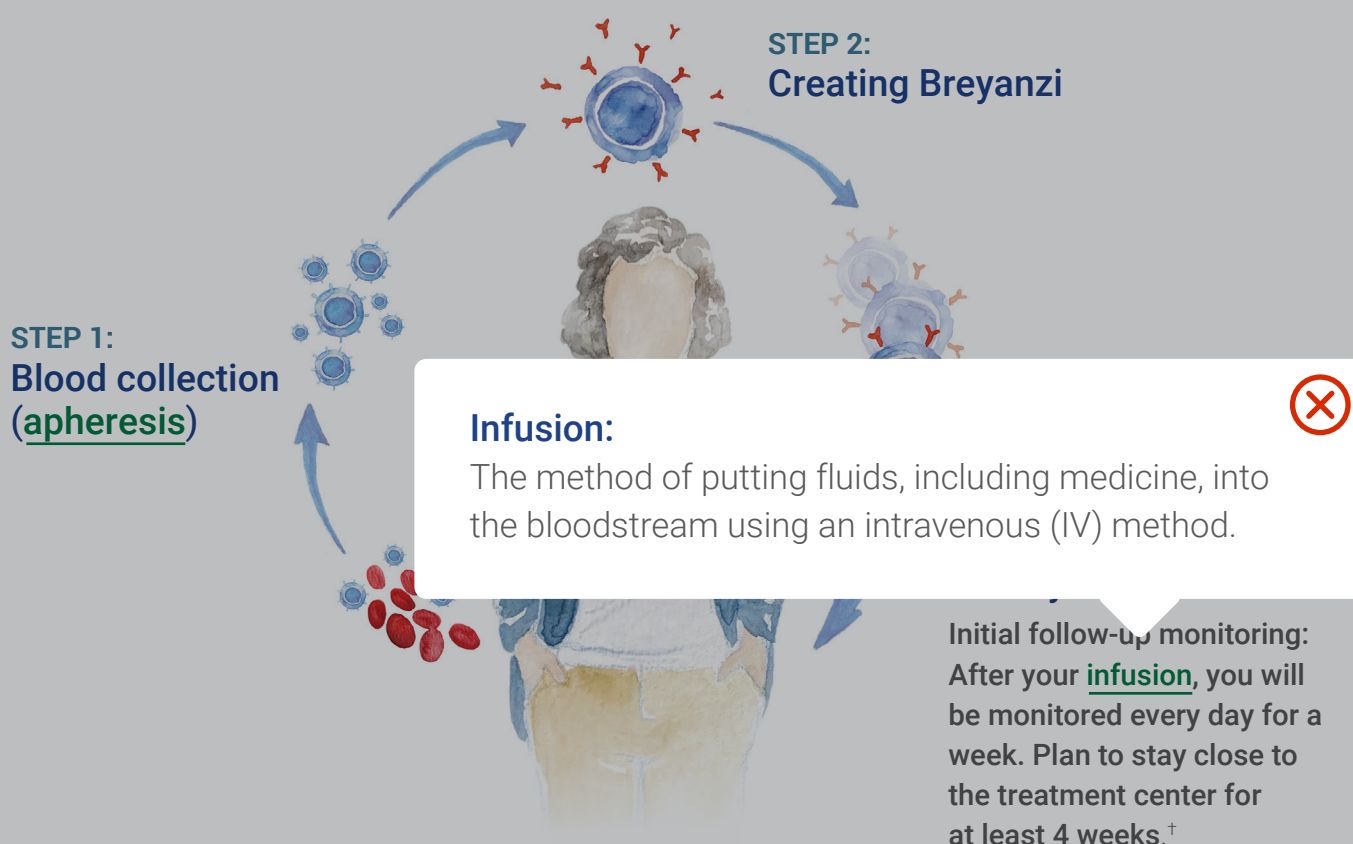 STEP 1:
Blood collection
(apheresis)
STEP 2:
Creating Breyanzi
Infusion:
The method of putting fluids, including medicine, into
the bloodstream using an intravenous (IV) method.
Initial follow-up monitoring:
After your infusion, you will
be monitored every day for a
week. Plan to stay close to
the treatment center for
at least 4 weeks.†